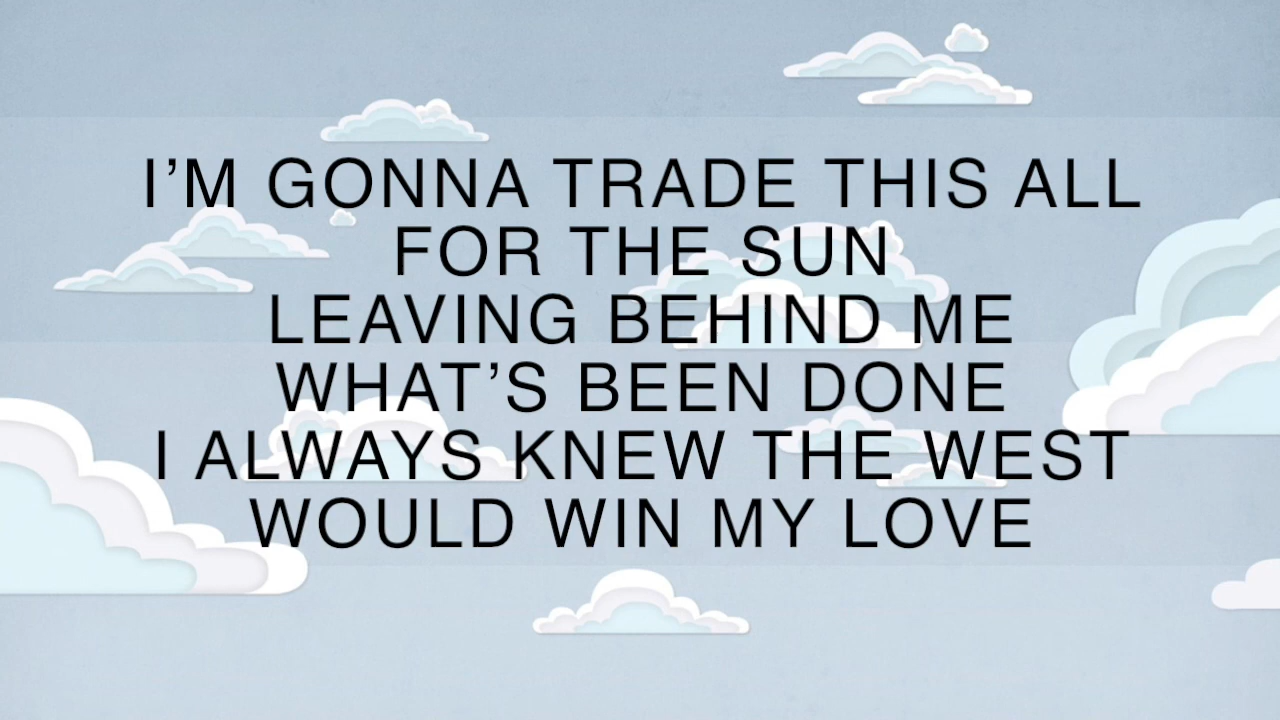 I’M GONNA TRADE THIS ALL
FOR THE SUN
LEAVING BEHIND ME
WHAT’S BEEN DONE
I ALWAYS KNEW THE WEST
WOULD WIN MY LOVE